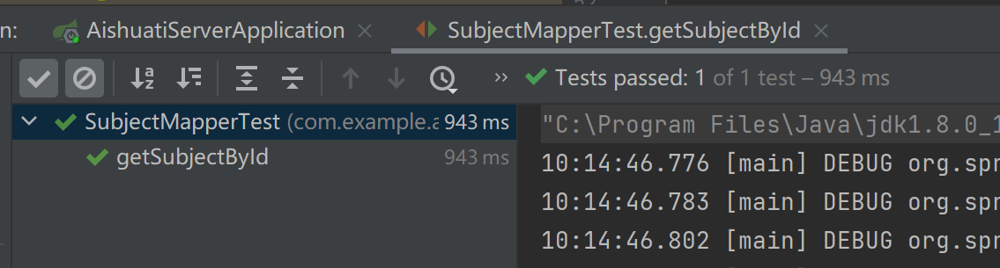 n: AishuatiServerApplication × SubjectMapperTest.getSubjectById ×
Tests passed: 1 of 1 test – 943 ms
SubjectMapperTest (com.example.a 943 ms
getSubjectById 943 ms
"C:\Program Files\Java\jdk1.8.0_1
10:14:46.776 [main] DEBUG org.spr
10:14:46.783 [main] DEBUG org.spr
10:14:46.802 [main] DEBUG org.spr